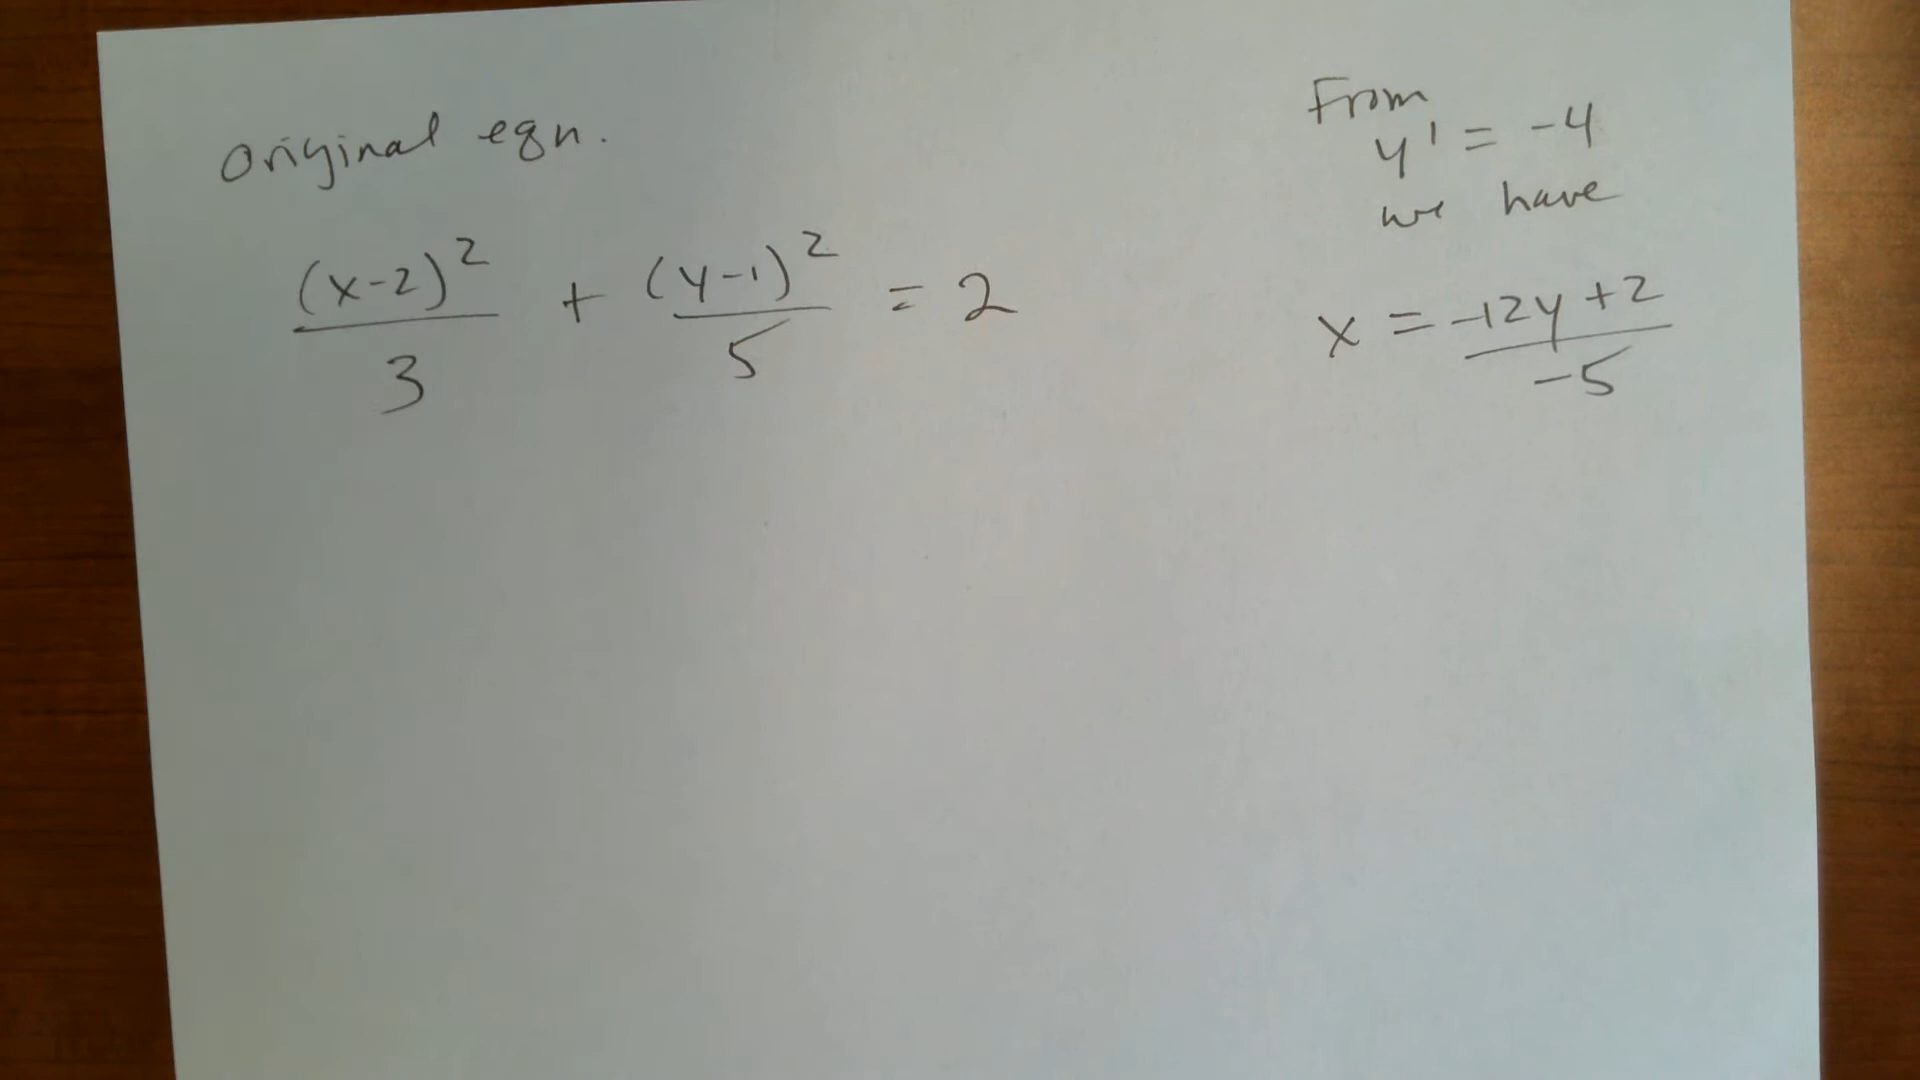 Original eqn.
(x-2)² / 3 + (y-1)² / 5 = 2
From
y' = -4
we have
x = -12y + 2 / -5